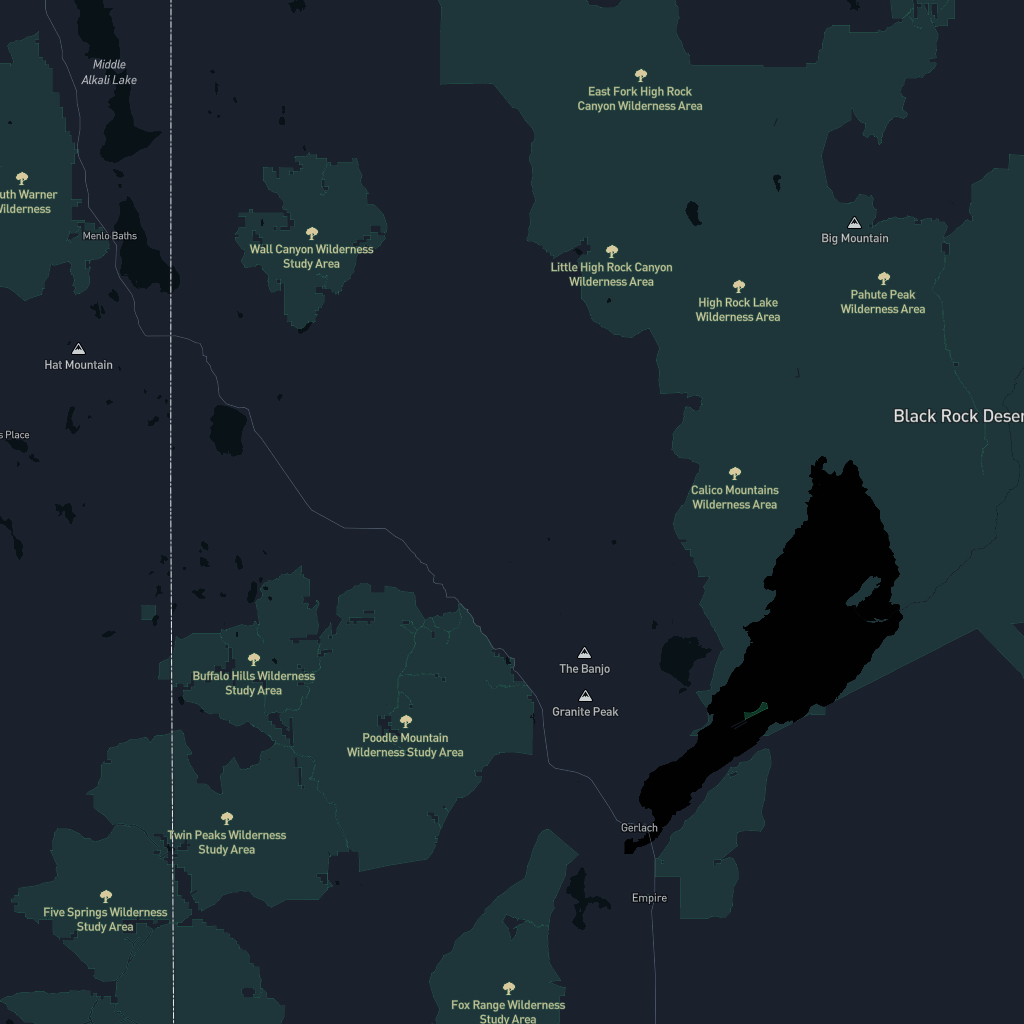 Middle
Alkali Lake
East Fork High Rock
Canyon Wilderness Area
uth Warner
Wilderness
Menlo Baths
Wall Canyon Wilderness
Study Area
Big Mountain
Little High Rock Canyon
Wilderness Area
High Rock Lake
Wilderness Area
Pahute Peak
Wilderness Area
Hat Mountain
s Place
Black Rock Deser
Calico Mountains
Wilderness Area
The Banjo
Buffalo Hills Wilderness
Study Area
Granite Peak
Poodle Mountain
Wilderness Study Area
Twin Peaks Wilderness
Study Area
Gerlach
Five Springs Wilderness
Study Area
Empire
Fox Range Wilderness
Study Area